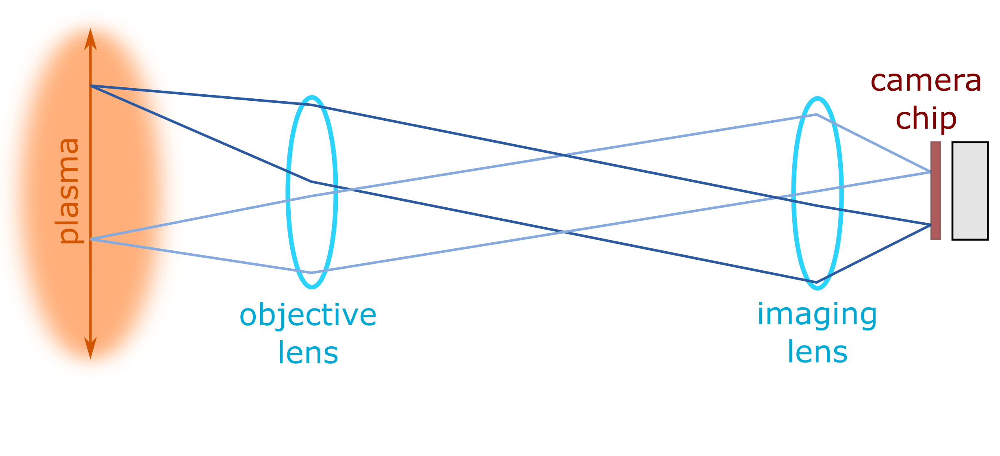 plasma
objective
lens
imaging
lens
camera
chip